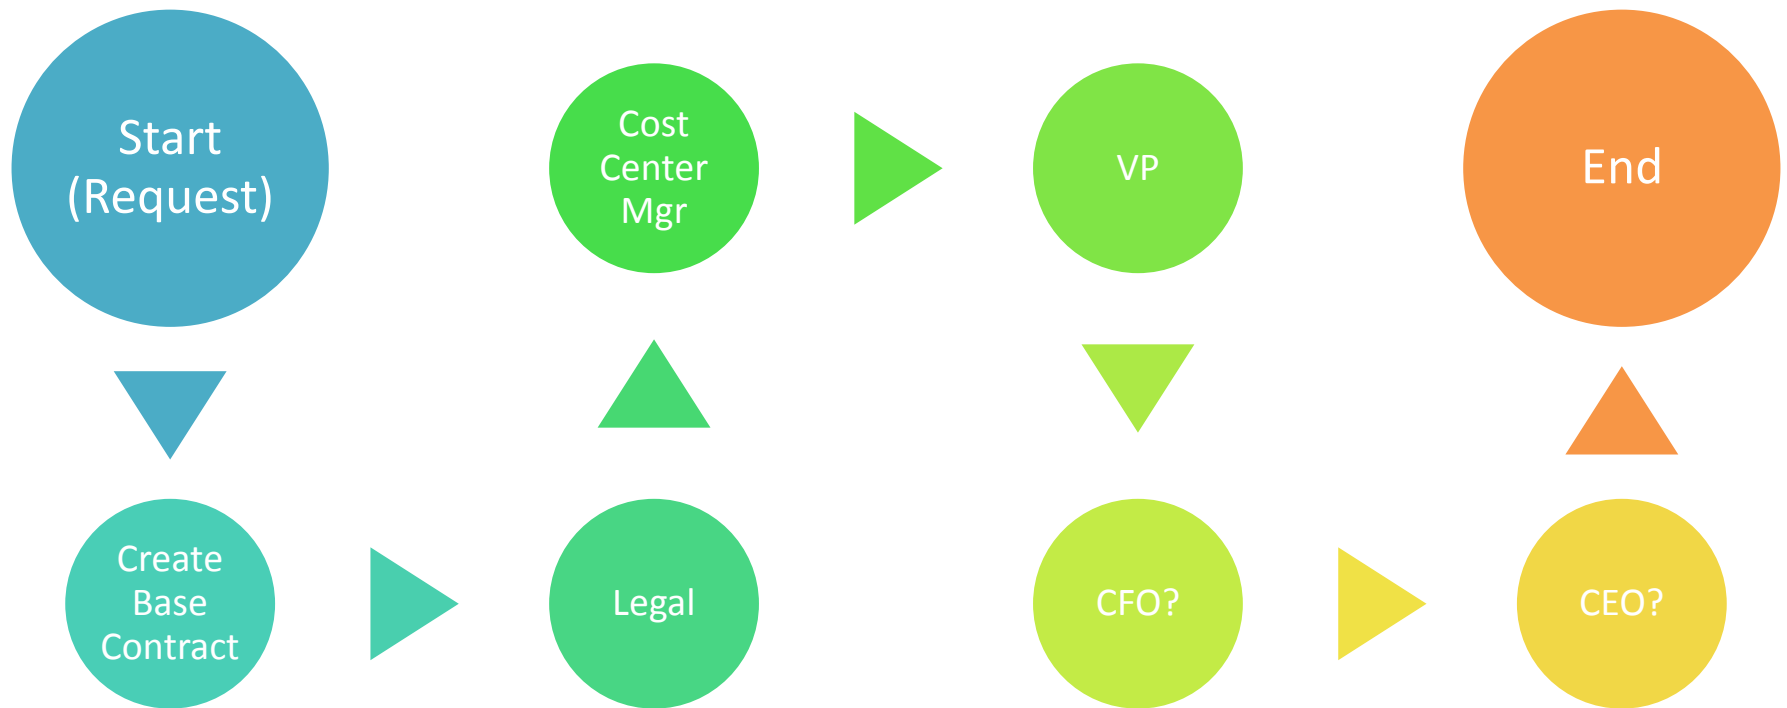 Start
(Request)
Create
Base
Contract
Legal
Cost
Center
Mgr
VP
CFO?
CEO?
End